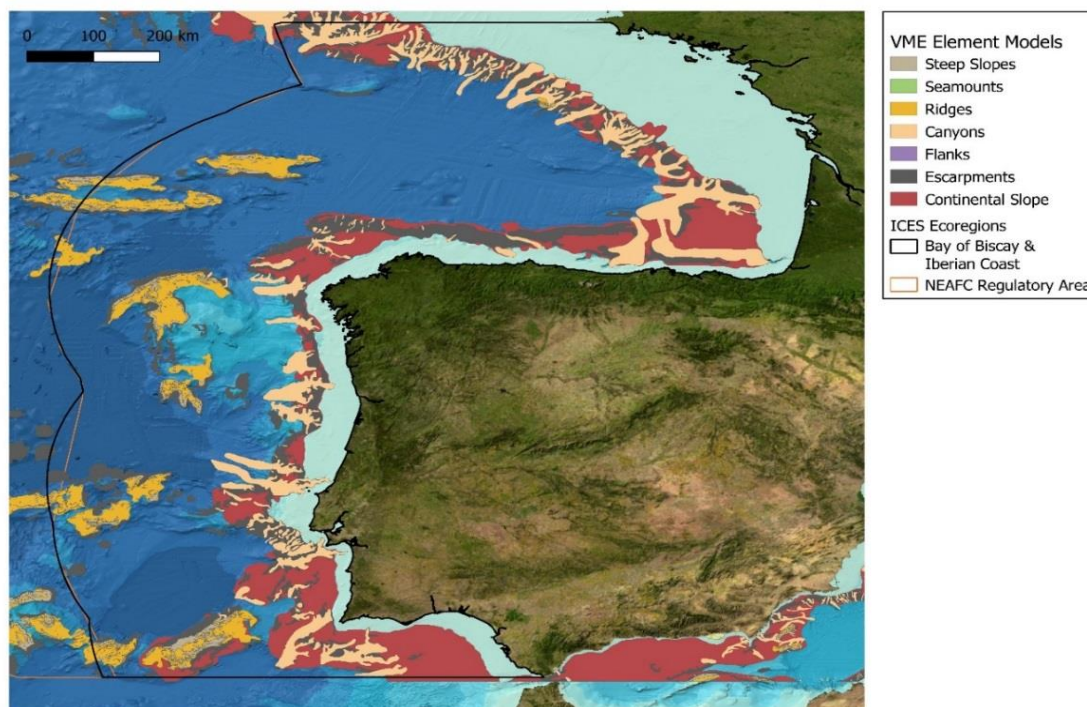 0 100 200 km
VME Element Models
Steep Slopes
Seamounts
Ridges
Canyons
Flanks
Escarpments
Continental Slope
ICES Ecoregions
Bay of Biscay &
Iberian Coast
NEAFC Regulatory Area